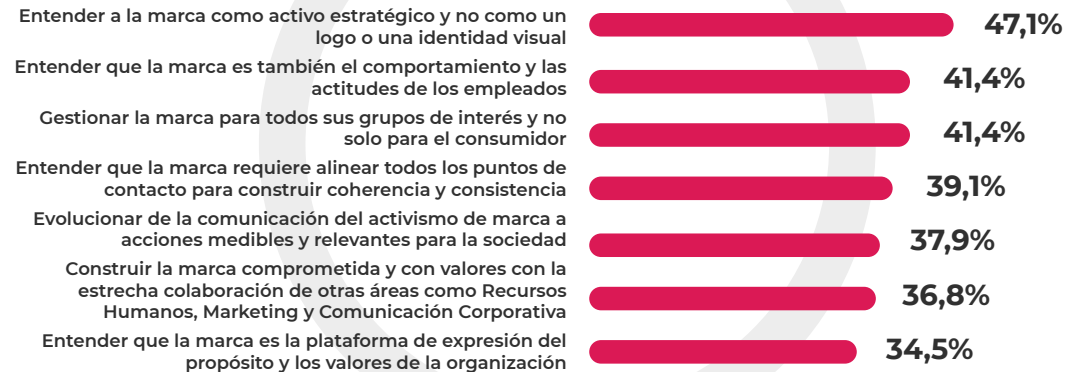 Entender a la marca como activo estratégico y no como un
logo o una identidad visual
47,1%
Entender que la marca es también el comportamiento y las
actitudes de los empleados
41,4%
Gestionar la marca para todos sus grupos de interés y no
solo para el consumidor
41,4%
Entender que la marca requiere alinear todos los puntos de
contacto para construir coherencia y consistencia
39,1%
Evolucionar de la comunicación del activismo de marca a
acciones medibles y relevantes para la sociedad
37,9%
Construir la marca comprometida y con valores con la
estrecha colaboración de otras áreas como Recursos
Humanos, Marketing y Comunicación Corporativa
36,8%
Entender que la marca es la plataforma de expresión del
propósito y los valores de la organización
34,5%